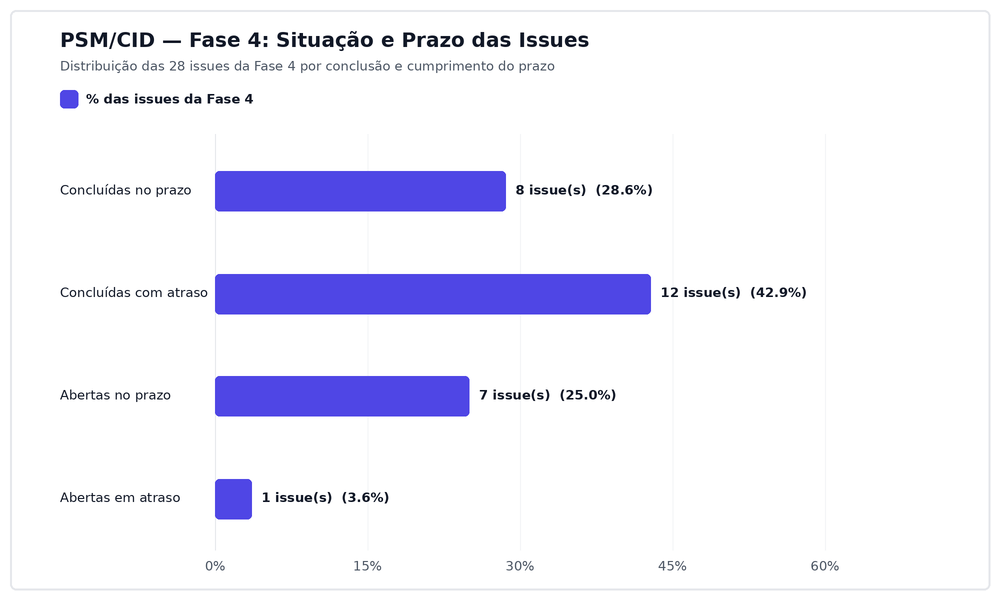 PSM/CID — Fase 4: Situação e Prazo das Issues
Distribuição das 28 issues da Fase 4 por conclusão e cumprimento do prazo
% das issues da Fase 4
Concluídas no prazo 8 issue(s) (28.6%)
Concluídas com atraso 12 issue(s) (42.9%)
Abertas no prazo 7 issue(s) (25.0%)
Abertas em atraso 1 issue(s) (3.6%)
0% 15% 30% 45% 60%